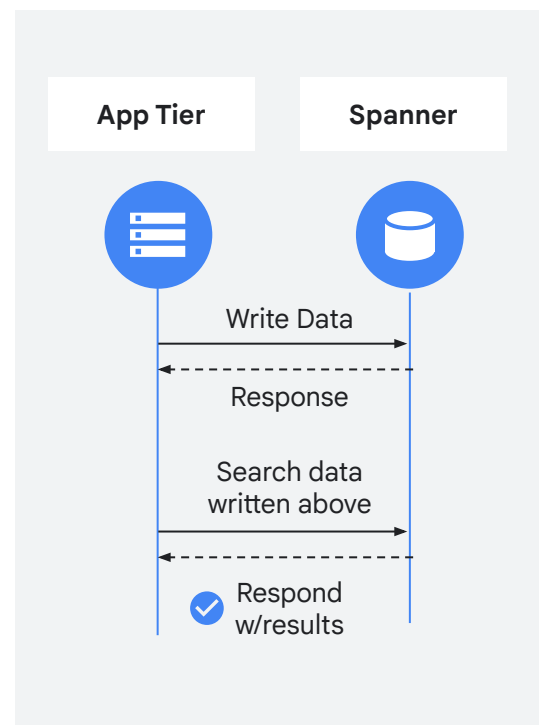 App Tier
Spanner
Write Data
Response
Search data
written above
Respond
w/results